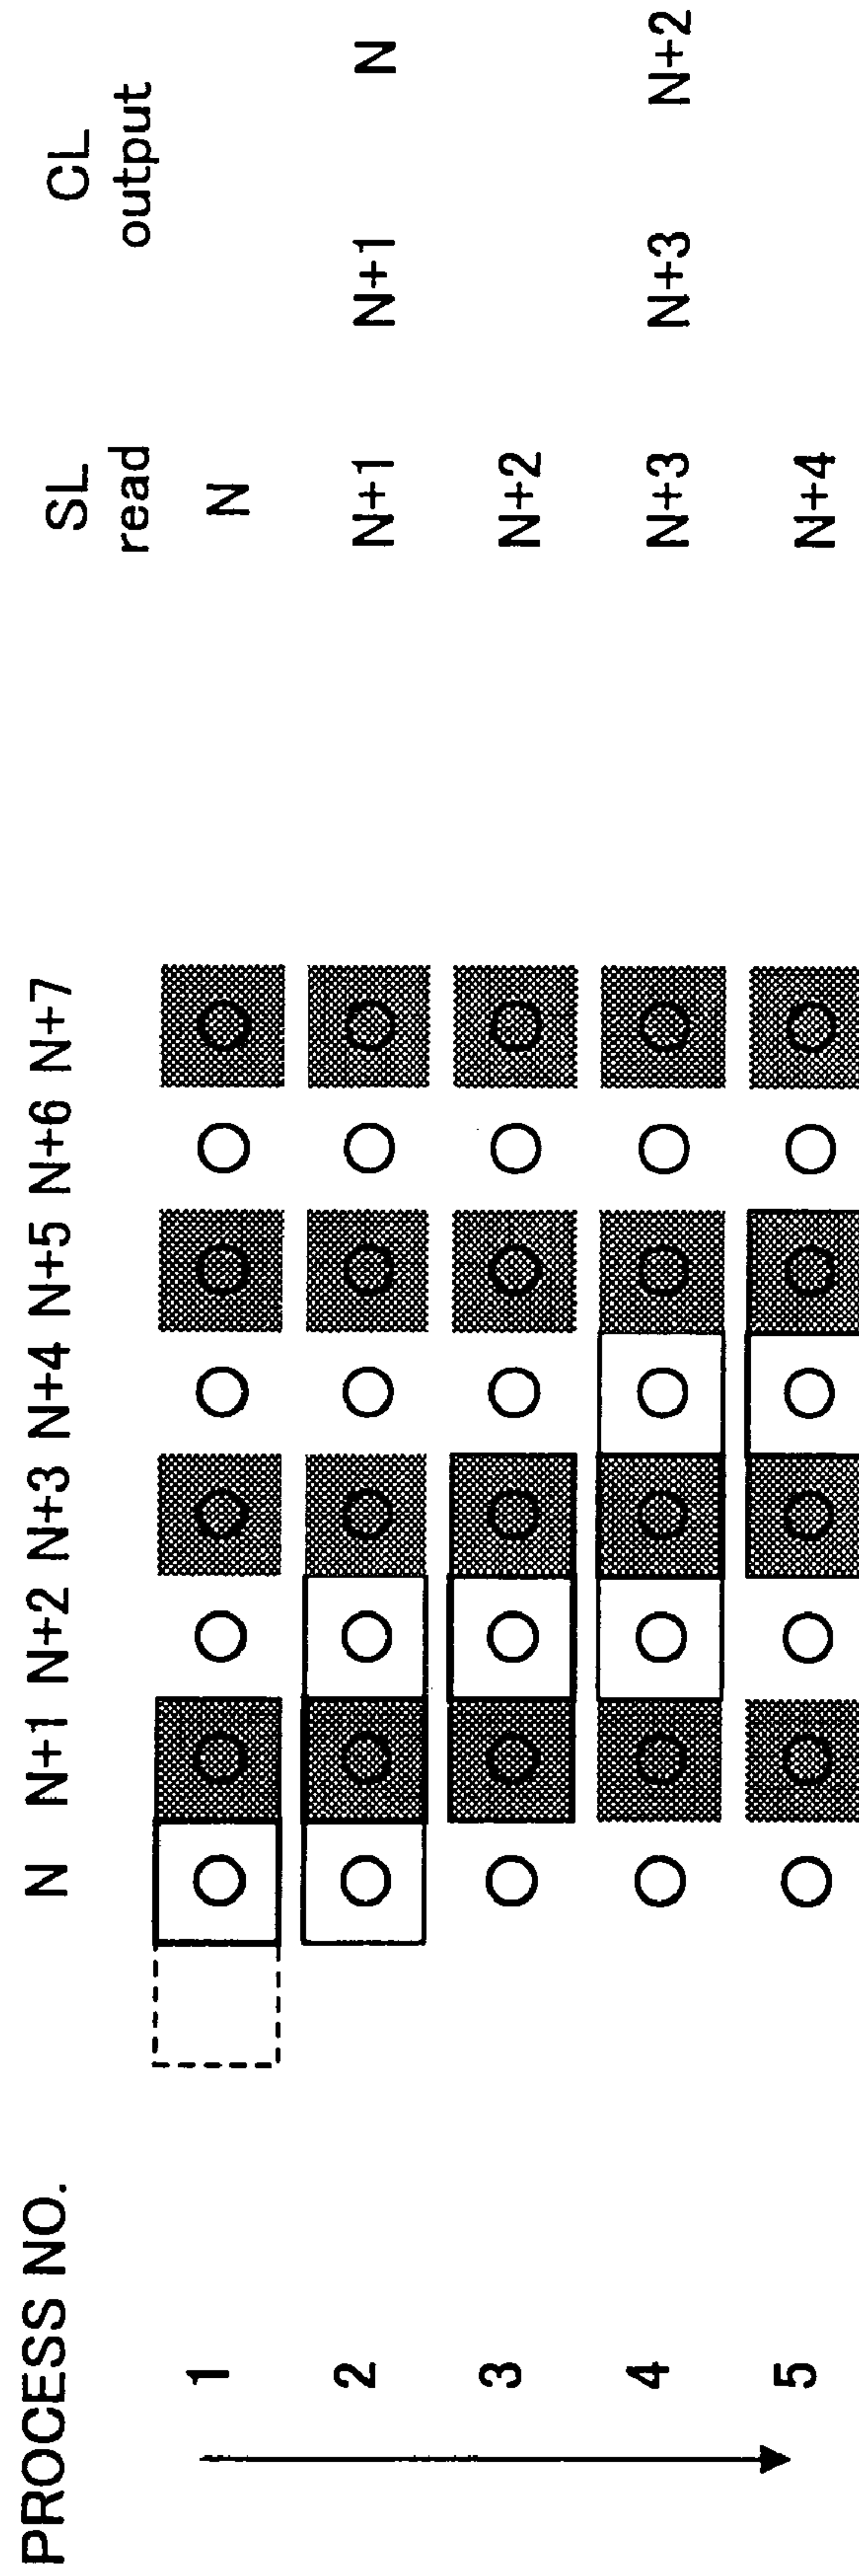 PROCESS NO. N N+1 N+2 N+3 N+4 N+5 N+6 N+7 SL read CL output
1 N
2 N+1 N+1 N
3 N+2
4 N+3 N+3 N+2
5 N+4